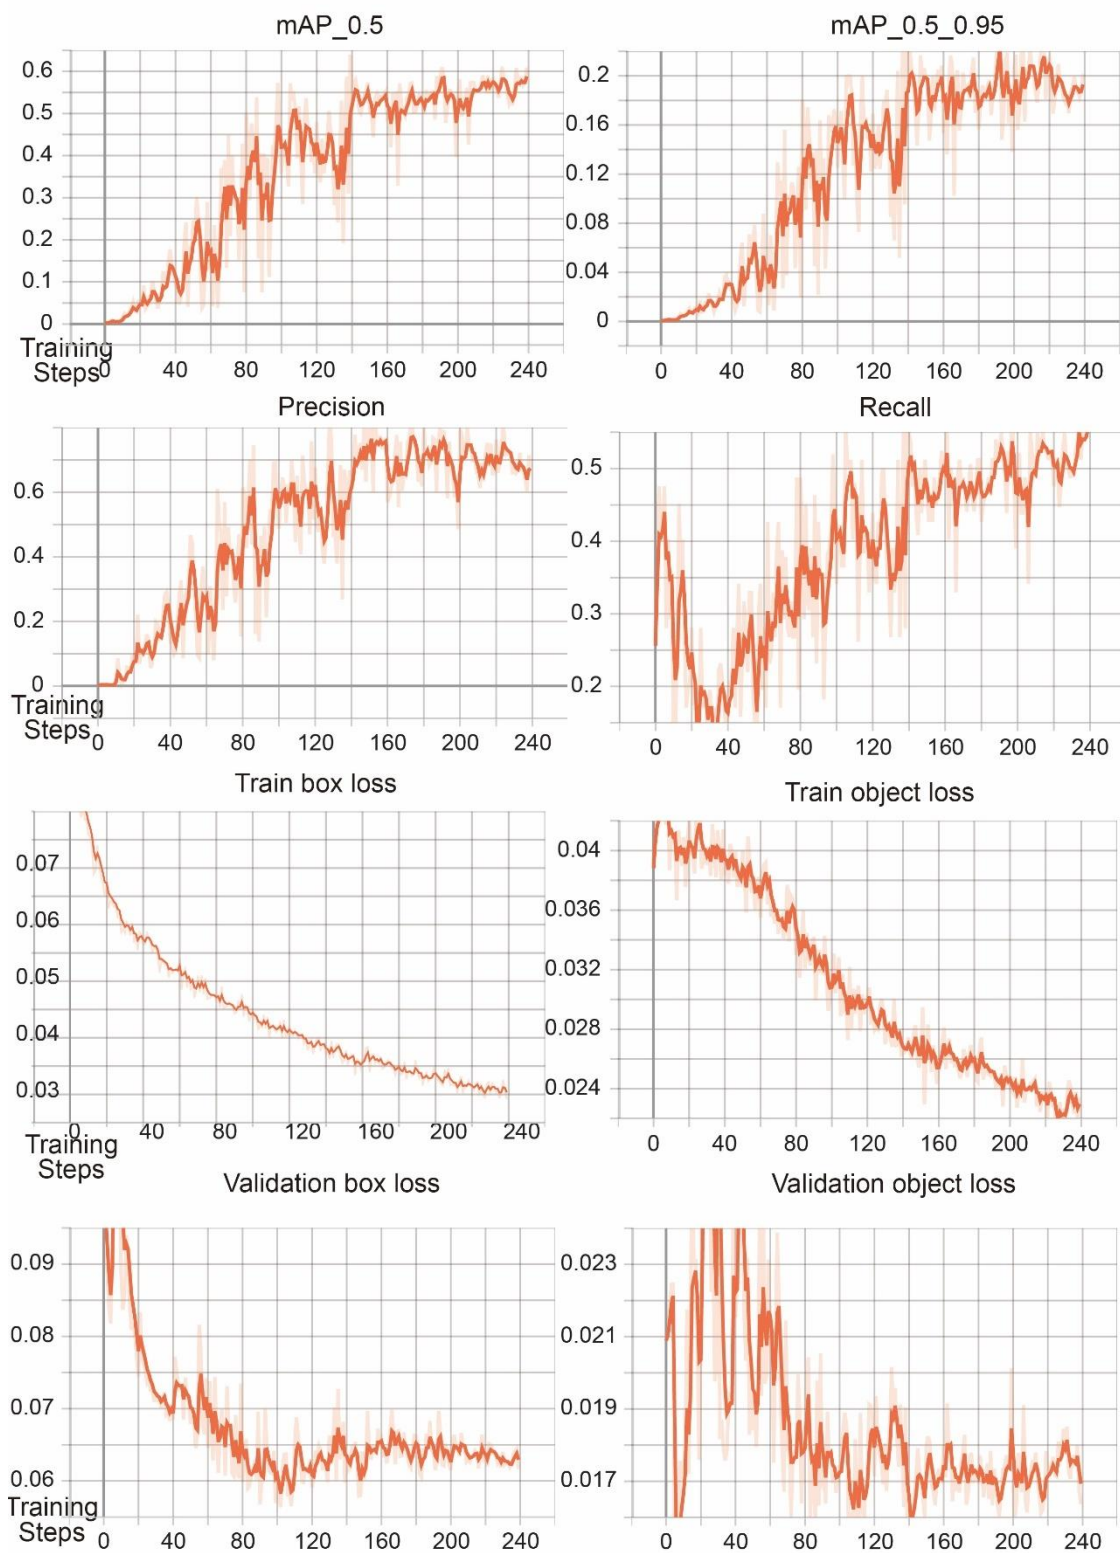 mAP_0.5
mAP_0.5_0.95
0.6
0.5
0.4
0.3
0.2
0.1
0
Training
Steps
0 40 80 120 160 200 240
0.2
0.16
0.12
0.08
0.04
0
0 40 80 120 160 200 240
Precision
Recall
0.6
0.4
0.2
0
Training
Steps
0 40 80 120 160 200 240
0.5
0.4
0.3
0.2
0 40 80 120 160 200 240
Train box loss
Train object loss
0.07
0.06
0.05
0.04
0.03
Training
Steps
0 40 80 120 160 200 240
0.04
0.036
0.032
0.028
0.024
0 40 80 120 160 200 240
Validation box loss
Validation object loss
0.09
0.08
0.07
0.06
Training
Steps
0 40 80 120 160 200 240
0.023
0.021
0.019
0.017
0 40 80 120 160 200 240